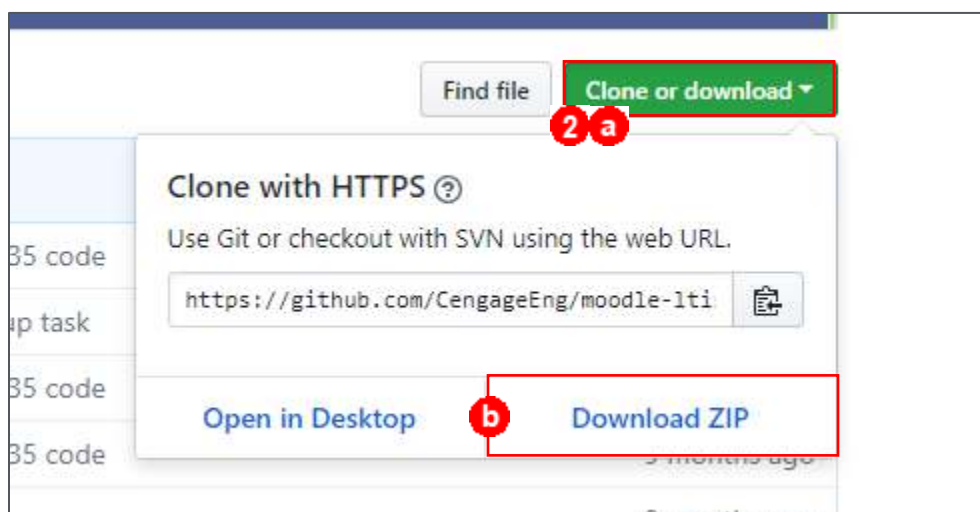 Find file
Clone or download
2 a
Clone with HTTPS ?
Use Git or checkout with SVN using the web URL.
35 code
https://github.com/CengageEng/moodle-lti
up task
35 code
Open in Desktop
b
Download ZIP
35 code
months ago